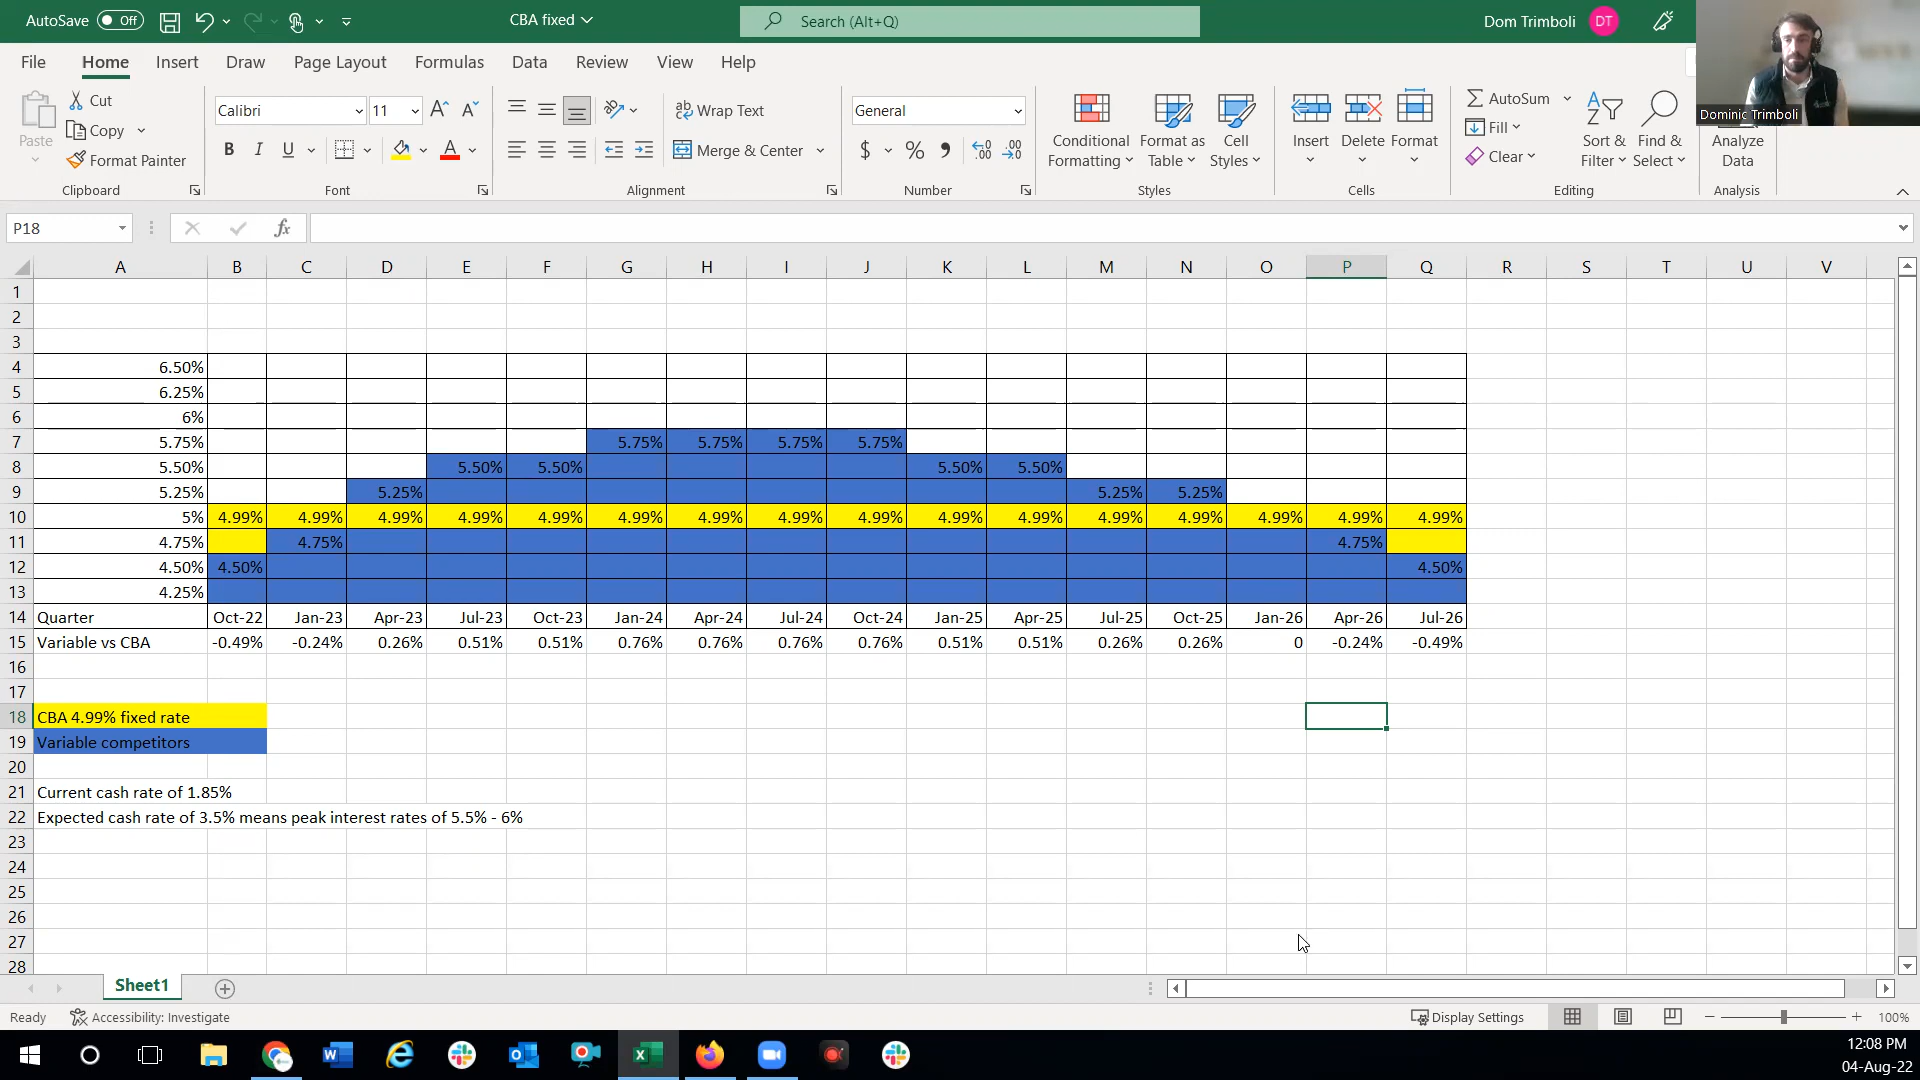 AutoSave Off CBA fixed Search (Alt+Q) Dom Trimboli DT
File Home Insert Draw Page Layout Formulas Data Review View Help
Paste Cut Copy Format Painter
Calibri 11 A^ Aˇ
B I U A
ab Wrap Text
Merge & Center
General
$ % 9
Conditional Formatting Format as Table Cell Styles
Insert Delete Format
AutoSum Fill Clear
Sort & Filter Find & Select
Analyze Data
Dominic Trimboli
Clipboard Font Alignment Number Styles Cells Editing Analysis
P18 fx
A B C D E F G H I J K L M N O P Q R S T U V
1
2
3
4 6.50%
5 6.25%
6 6%
7 5.75% 5.75% 5.75% 5.75% 5.75%
8 5.50% 5.50% 5.50% 5.50% 5.50%
9 5.25% 5.25% 5.25% 5.25%
10 5% 4.99% 4.99% 4.99% 4.99% 4.99% 4.99% 4.99% 4.99% 4.99% 4.99% 4.99% 4.99% 4.99% 4.99% 4.99% 4.99%
11 4.75% 4.75% 4.75%
12 4.50% 4.50% 4.50%
13 4.25%
14 Quarter Oct-22 Jan-23 Apr-23 Jul-23 Oct-23 Jan-24 Apr-24 Jul-24 Oct-24 Jan-25 Apr-25 Jul-25 Oct-25 Jan-26 Apr-26 Jul-26
15 Variable vs CBA -0.49% -0.24% 0.26% 0.51% 0.51% 0.76% 0.76% 0.76% 0.76% 0.51% 0.51% 0.26% 0.26% 0 -0.24% -0.49%
16
17
18 CBA 4.99% fixed rate
19 Variable competitors
20
21 Current cash rate of 1.85%
22 Expected cash rate of 3.5% means peak interest rates of 5.5% - 6%
23
24
25
26
27
28
Sheet1
Ready Accessibility: Investigate Display Settings 100%
12:08 PM
04-Aug-22